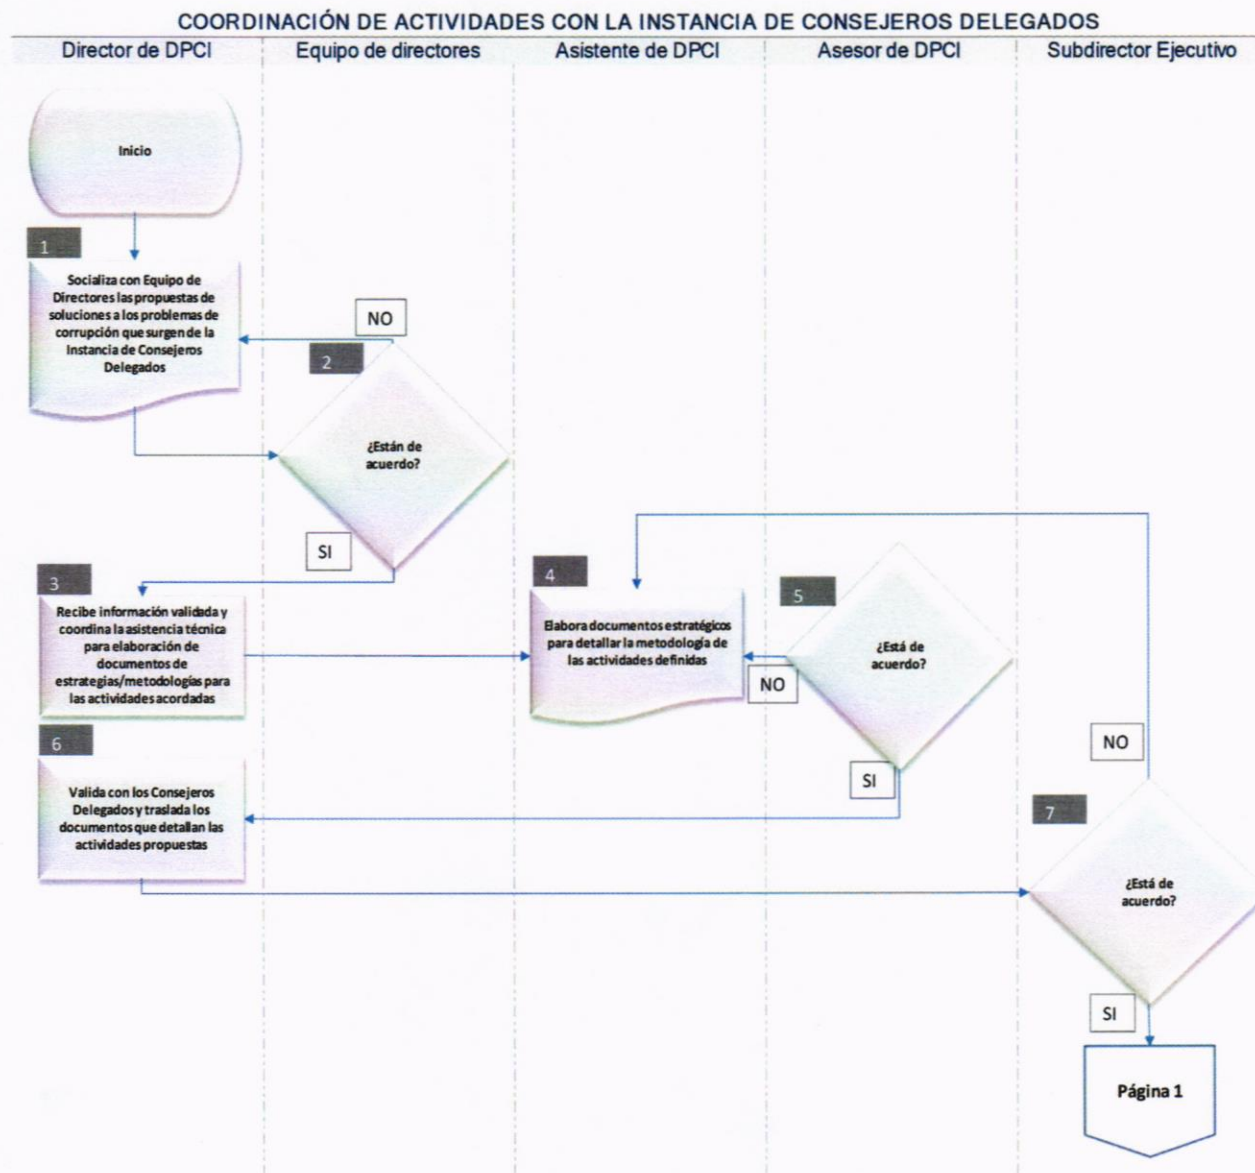 COORDINACIÓN DE ACTIVIDADES CON LA INSTANCIA DE CONSEJEROS DELEGADOS
Director de DPCI
Equipo de directores
Asistente de DPCI
Asesor de DPCI
Subdirector Ejecutivo
Inicio
1
Socializa con Equipo de
Directores las propuestas de
soluciones a los problemas de
corrupción que surgen de la
Instancia de Consejeros
Delegados
NO
2
¿Están de
acuerdo?
SI
3
Recibe información validada y
coordina la asistencia técnica
para elaboración de
documentos de
estrategias/metodologías para
las actividades acordadas
4
Elabora documentos estratégicos
para detallar la metodología de
las actividades definidas
5
¿Está de
acuerdo?
NO
SI
6
Valida con los Consejeros
Delegados y traslada los
documentos que detallan las
actividades propuestas
NO
7
¿Está de
acuerdo?
SI
Página 1